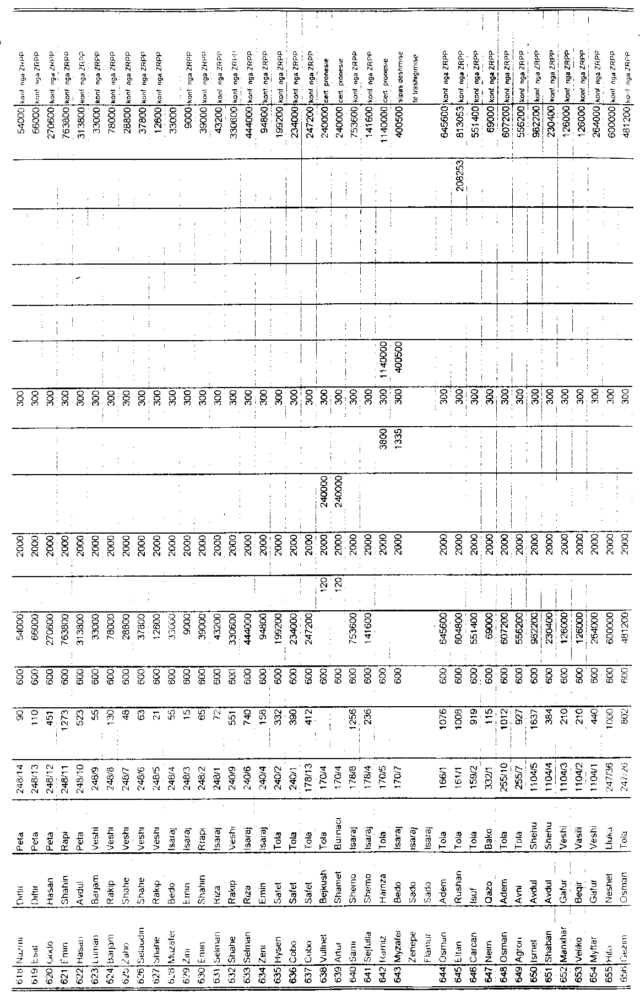 618 Nazmi Diftir Peta 248/14 90 600 54000 2000 300 54000 konf nga ZRPP
619 Esat Diftir Peta 248/13 110 600 66000 2000 300 66000 konf nga ZRPP
620 Godo Hasan Peta 248/12 451 600 270600 2000 300 270600 konf nga ZRPP
621 Emin Shahin Rapi 248/11 1273 600 763800 2000 300 763800 konf nga ZRPP
622 Hasan Avdul Peta 248/10 523 600 313800 2000 300 313800 konf nga ZRPP
623 Luman Barjam Veshi 248/9 55 600 33000 2000 300 33000 konf nga ZRPP
624 Barjam Rakip Veshi 248/8 130 600 78000 2000 300 78000 konf nga ZRPP
625 Zaho Shahe Veshi 248/7 48 600 28800 2000 300 28800 konf nga ZRPP
626 Seladin Shahe Veshi 248/6 63 600 37800 2000 300 37800 konf nga ZRPP
627 Shane Rakip Veshi 248/5 21 600 12600 2000 300 12600 konf nga ZRPP
628 Muzafer Bedo Isaraj 248/4 55 600 33000 2000 300 33000
629 Zini Emin Isaraj 248/3 15 600 9000 2000 300 9000 konf nga ZRPP
630 Emin Shahin Rrapi 248/2 65 600 39000 2000 300 39000 konf nga ZRPP
631 Selman Riza Isaraj 248/1 72 600 43200 2000 300 43200 konf nga ZRPP
632 Shahe Rakip Veshi 240/9 551 600 330600 2000 300 330600 konf nga ZRPP
633 Selman Riza Isaraj 240/6 740 600 444000 2000 300 444000 konf nga ZRPP
634 Zeni Emin Isaraj 240/4 158 600 94800 2000 300 94800 konf nga ZRPP
635 Hysen Safet Tola 240/2 332 600 199200 2000 300 199200 konf nga ZRPP
636 Cobo Safet Tola 240/1 390 600 234000 2000 300 234000 konf nga ZRPP
637 Cobo Safet Tola 178/13 412 600 247200 2000 300 247200 konf nga ZRPP
638 Vullnet Bejkush Tola 170/4 600 120 2000 240000 300 240000 cert pronesie
639 Artur Shamet Burnaci 170/4 600 120 2000 240000 300 240000 cert pronesie
640 Sami Shemo Isaraj 178/8 1256 600 753600 2000 300 753600 konf nga ZRPP
641 Sejfulla Shemo Isaraj 178/4 236 600 141600 2000 300 141600 konf nga ZRPP
642 Ramiz Hamza Tola 170/5 600 2000 3800 300 1140000 1140000 cert pronesie
643 Myzafer Bedo Isaraj 170/7 2000 1335 300 400500 400500 sipas deshmise
Zenepe Sado Isaraj te trashgimise
Flamur Sado Isaraj
644 Osman Adem Tola 166/1 1076 600 645600 2000 300 645600 konf nga ZRPP
645 Elfan Rushan Tola 161/1 1008 600 604800 2000 300 208253 813053 konf nga ZRPP
646 Carcan Isuf Tola 159/2 919 600 551400 2000 300 551400 konf nga ZRPP
647 Neim Qazo Bako 332/1 115 600 69000 2000 300 69000 konf nga ZRPP
648 Osman Adem Tola 255/10 1012 600 607200 2000 300 607200 konf nga ZRPP
649 Agron Avni Tola 255/7 927 600 556200 2000 300 556200 konf nga ZRPP
650 Ismet Avdul Shehu 1104/5 1637 600 982200 2000 300 982200 konf nga ZRPP
651 Shaban Avdul Shehu 1104/4 384 600 230400 2000 300 230400 konf nga ZRPP
652 Manxhar Gafur Veshi 1104/3 210 600 126000 2000 300 126000 konf nga ZRPP
653 Veliko Beqir Vasili 1104/2 210 600 126000 2000 300 126000 konf nga ZRPP
654 Myftar Gafur Veshi 1104/1 440 600 264000 2000 300 264000 konf nga ZRPP
655 Hito Neshet Lluka 247/36 1000 600 600000 2000 300 600000 konf nga ZRPP
656 Gezim Osman Tola 247/26 802 600 481200 2000 300 481200 konf nga ZRPP